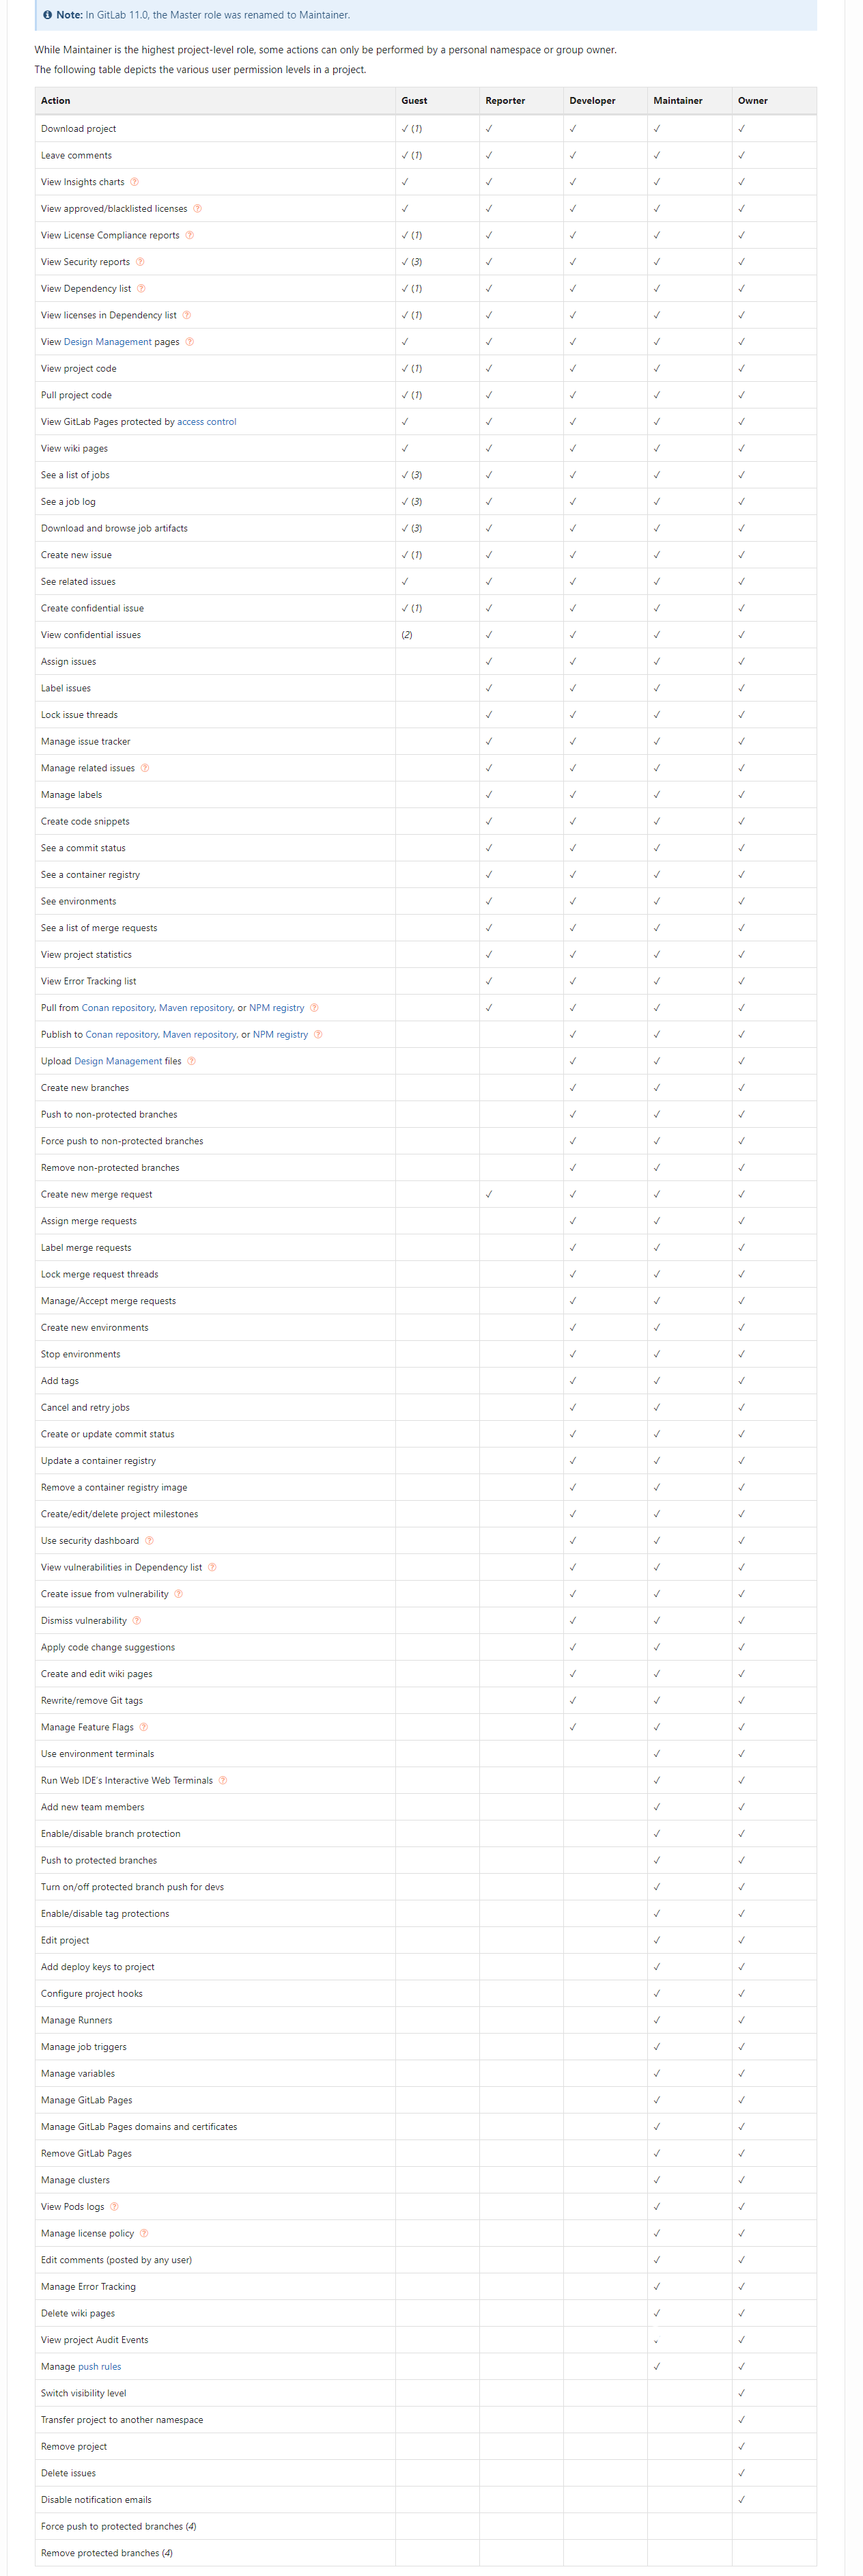 Note: In GitLab 11.0, the Master role was renamed to Maintainer.
While Maintainer is the highest project-level role, some actions can only be performed by a personal namespace or group owner.
The following table depicts the various user permission levels in a project.
Action Guest Reporter Developer Maintainer Owner
Download project ✓ (1) ✓ ✓ ✓ ✓
Leave comments ✓ (1) ✓ ✓ ✓ ✓
View Insights charts ✓ ✓ ✓ ✓ ✓
View approved/blacklisted licenses ✓ ✓ ✓ ✓ ✓
View License Compliance reports ✓ (1) ✓ ✓ ✓ ✓
View Security reports ✓ (3) ✓ ✓ ✓ ✓
View Dependency list ✓ (1) ✓ ✓ ✓ ✓
View licenses in Dependency list ✓ (1) ✓ ✓ ✓ ✓
View Design Management pages ✓ ✓ ✓ ✓ ✓
View project code ✓ (1) ✓ ✓ ✓ ✓
Pull project code ✓ (1) ✓ ✓ ✓ ✓
View GitLab Pages protected by access control ✓ ✓ ✓ ✓ ✓
View wiki pages ✓ ✓ ✓ ✓ ✓
See a list of jobs ✓ (3) ✓ ✓ ✓ ✓
See a job log ✓ (3) ✓ ✓ ✓ ✓
Download and browse job artifacts ✓ (3) ✓ ✓ ✓ ✓
Create new issue ✓ (1) ✓ ✓ ✓ ✓
See related issues ✓ ✓ ✓ ✓ ✓
Create confidential issue ✓ (1) ✓ ✓ ✓ ✓
View confidential issues (2) ✓ ✓ ✓ ✓
Assign issues ✓ ✓ ✓ ✓
Label issues ✓ ✓ ✓ ✓
Lock issue threads ✓ ✓ ✓ ✓
Manage issue tracker ✓ ✓ ✓ ✓
Manage related issues ✓ ✓ ✓ ✓
Manage labels ✓ ✓ ✓ ✓
Create code snippets ✓ ✓ ✓ ✓
See a commit status ✓ ✓ ✓ ✓
See a container registry ✓ ✓ ✓ ✓
See environments ✓ ✓ ✓ ✓
See a list of merge requests ✓ ✓ ✓ ✓
View project statistics ✓ ✓ ✓ ✓
View Error Tracking list ✓ ✓ ✓ ✓
Pull from Conan repository, Maven repository, or NPM registry ✓ ✓ ✓ ✓
Publish to Conan repository, Maven repository, or NPM registry ✓ ✓ ✓
Upload Design Management files ✓ ✓ ✓
Create new branches ✓ ✓ ✓
Push to non-protected branches ✓ ✓ ✓
Force push to non-protected branches ✓ ✓ ✓
Remove non-protected branches ✓ ✓ ✓
Create new merge request ✓ ✓ ✓ ✓
Assign merge requests ✓ ✓ ✓
Label merge requests ✓ ✓ ✓
Lock merge request threads ✓ ✓ ✓
Manage/Accept merge requests ✓ ✓ ✓
Create new environments ✓ ✓ ✓
Stop environments ✓ ✓ ✓
Add tags ✓ ✓ ✓
Cancel and retry jobs ✓ ✓ ✓
Create or update commit status ✓ ✓ ✓
Update a container registry ✓ ✓ ✓
Remove a container registry image ✓ ✓ ✓
Create/edit/delete project milestones ✓ ✓ ✓
Use security dashboard ✓ ✓ ✓
View vulnerabilities in Dependency list ✓ ✓ ✓
Create issue from vulnerability ✓ ✓ ✓
Dismiss vulnerability ✓ ✓ ✓
Apply code change suggestions ✓ ✓ ✓
Create and edit wiki pages ✓ ✓ ✓
Rewrite/remove Git tags ✓ ✓ ✓
Manage Feature Flags ✓ ✓ ✓
Use environment terminals ✓ ✓
Run Web IDE's Interactive Web Terminals ✓ ✓
Add new team members ✓ ✓
Enable/disable branch protection ✓ ✓
Push to protected branches ✓ ✓
Turn on/off protected branch push for devs ✓ ✓
Enable/disable tag protections ✓ ✓
Edit project ✓ ✓
Add deploy keys to project ✓ ✓
Configure project hooks ✓ ✓
Manage Runners ✓ ✓
Manage job triggers ✓ ✓
Manage variables ✓ ✓
Manage GitLab Pages ✓ ✓
Manage GitLab Pages domains and certificates ✓ ✓
Remove GitLab Pages ✓ ✓
Manage clusters ✓ ✓
View Pods logs ✓ ✓
Manage license policy ✓ ✓
Edit comments (posted by any user) ✓ ✓
Manage Error Tracking ✓ ✓
Delete wiki pages ✓ ✓
View project Audit Events ✓ ✓
Manage push rules ✓ ✓
Switch visibility level ✓
Transfer project to another namespace ✓
Remove project ✓
Delete issues ✓
Disable notification emails ✓
Force push to protected branches (4)
Remove protected branches (4)